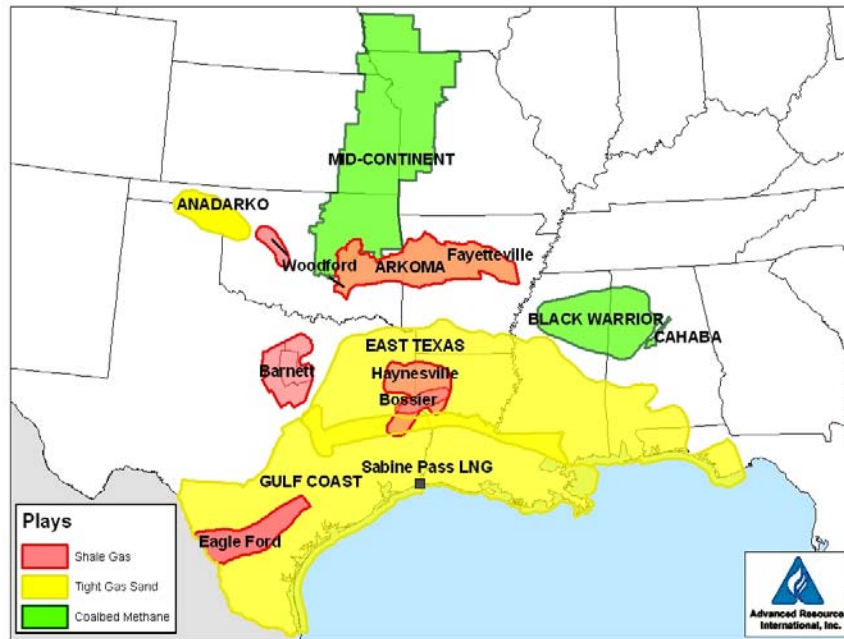 MID-CONTINENT
ANADARKO
Woodford
ARKOMA
Fayetteville
BLACK WARRIOR
CAHABA
EAST TEXAS
Barnett
Haynesville
Bossier
Sabine Pass LNG
GULF COAST
Eagle Ford
Plays
Shale Gas
Tight Gas Sand
Coalbed Methane
Advanced Resources
International, Inc.